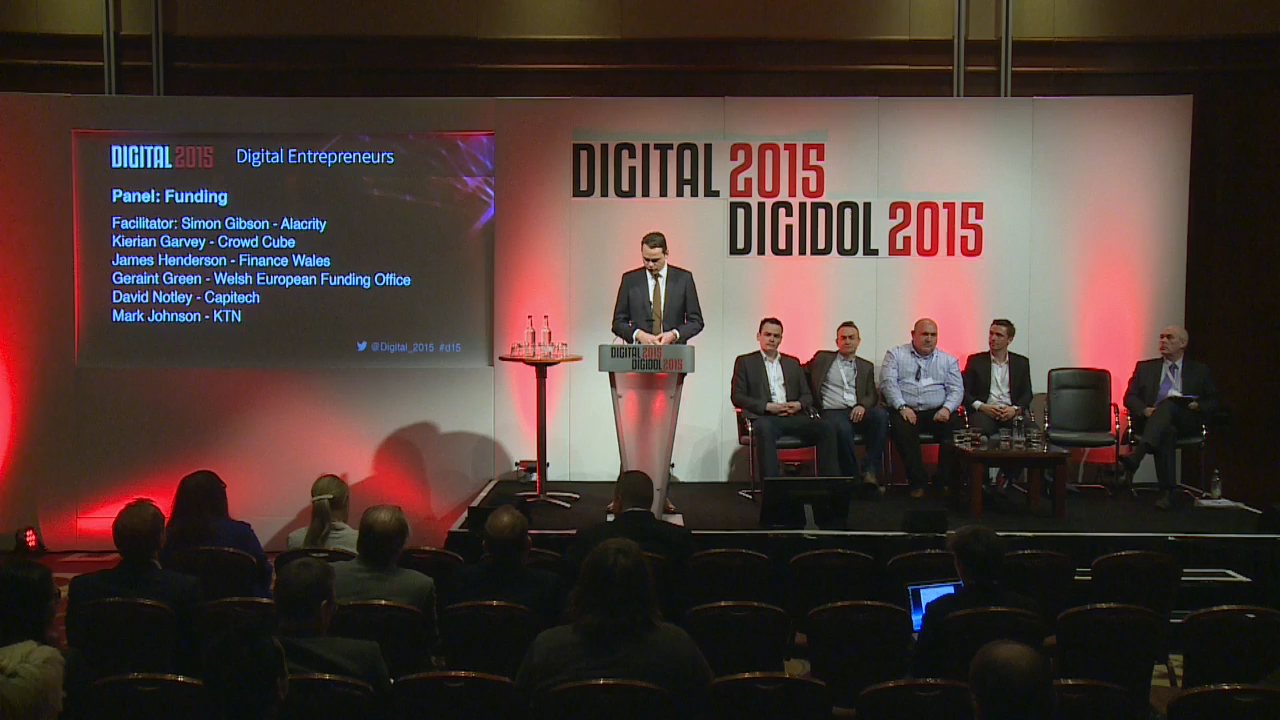 DIGITAL 2015 Digital Entrepreneurs
Panel: Funding
Facilitator: Simon Gibson - Alacrity
Kierian Garvey - Crowd Cube
James Henderson - Finance Wales
Geraint Green - Welsh European Funding Office
David Notley - Capitech
Mark Johnson - KTN
@Digital_2015 #d15
DIGITAL 2015
DIGIDOL 2015
DIGITAL 2015
DIGIDOL 2015